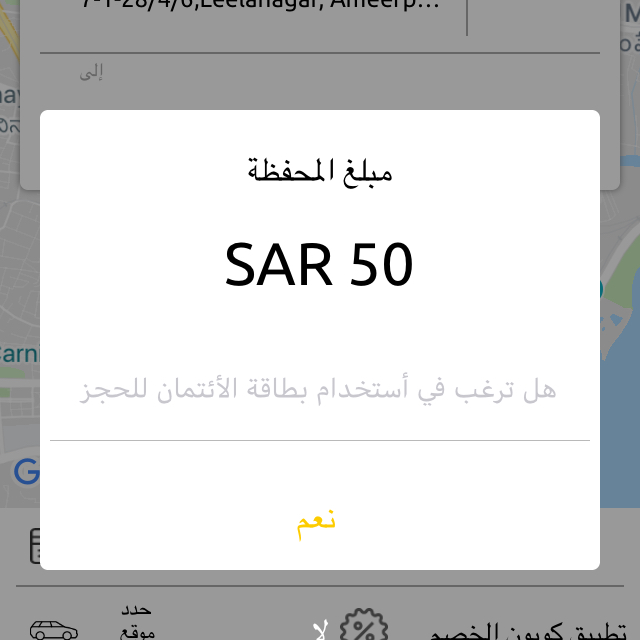 7-1-28/4/6,Leelanagar, Ameerp...
إلى
مبلغ المحفظة
SAR 50
هل ترغب في أستخدام بطاقة الأئتمان للحجز
نعم
حدد
موقع
لا
تطبيق كوبون الخصم